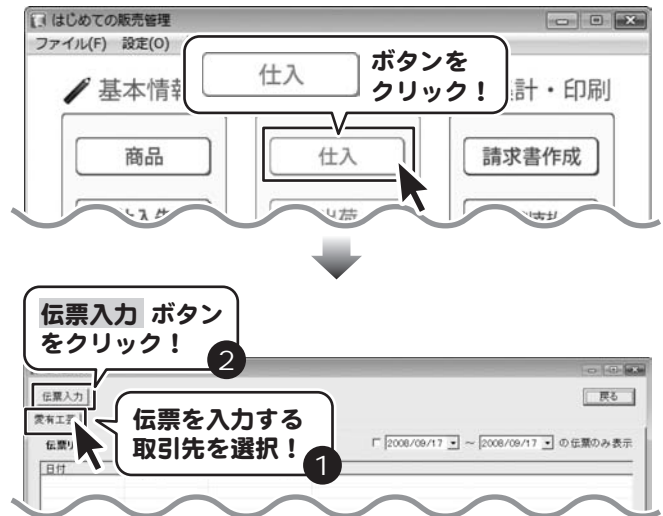 はじめての販売管理
ファイル(F) 設定(O)
仕入
ボタンを
クリック！
基本情
計・印刷
商品
仕入
請求書作成
伝票入力 ボタン
をクリック！
2
伝票入力
戻る
伝票を入力する
取引先を選択！
1
伝票
2008/09/17 ～ 2008/09/17 の伝票のみ表示
日付